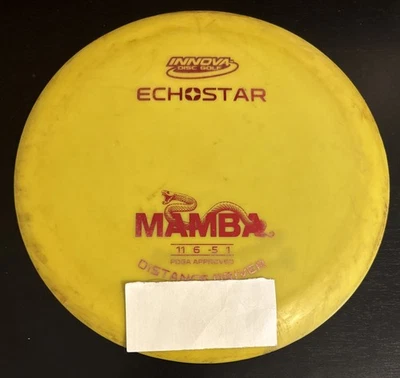 INNOVA
DISC GOLF
ECHOSTAR
MAMBA
11 6 -5 1
PDGA APPROVED
DISTANCE DRIVER